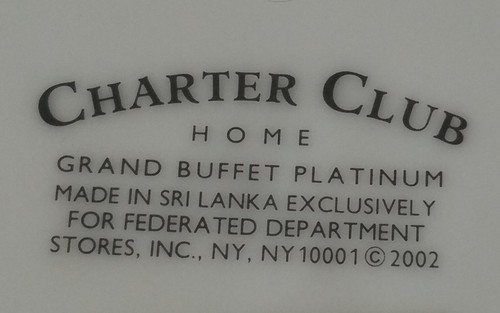 CHARTER CLUB
HOME
GRAND BUFFET PLATINUM
MADE IN SRI LANKA EXCLUSIVELY
FOR FEDERATED DEPARTMENT
STORES, INC., NY, NY 10001 © 2002